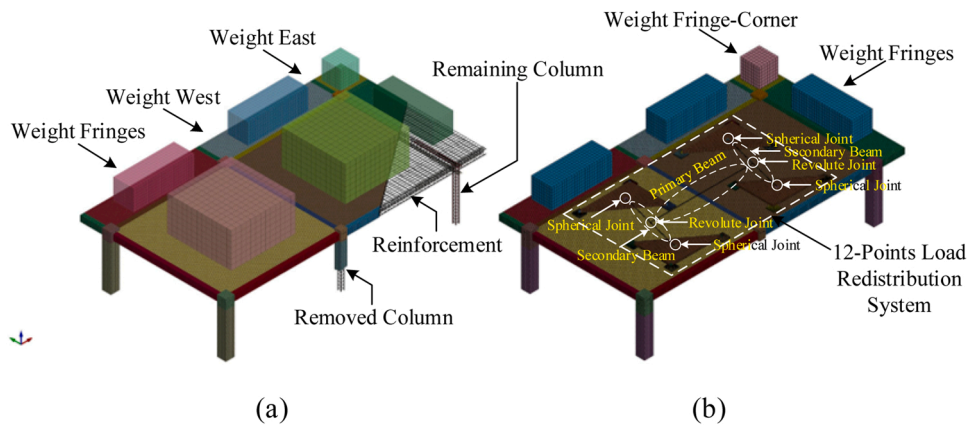 Weight East
Weight West
Weight Fringes
Remaining Column
Reinforcement
Removed Column
(a)
Weight Fringe-Corner
Weight Fringes
Spherical Joint
Secondary Beam
Revolute Joint
Spherical Joint
Primary Beam
Spherical Joint
Revolute Joint
Spherical Joint
Secondary Beam
12-Points Load
Redistribution
System
(b)